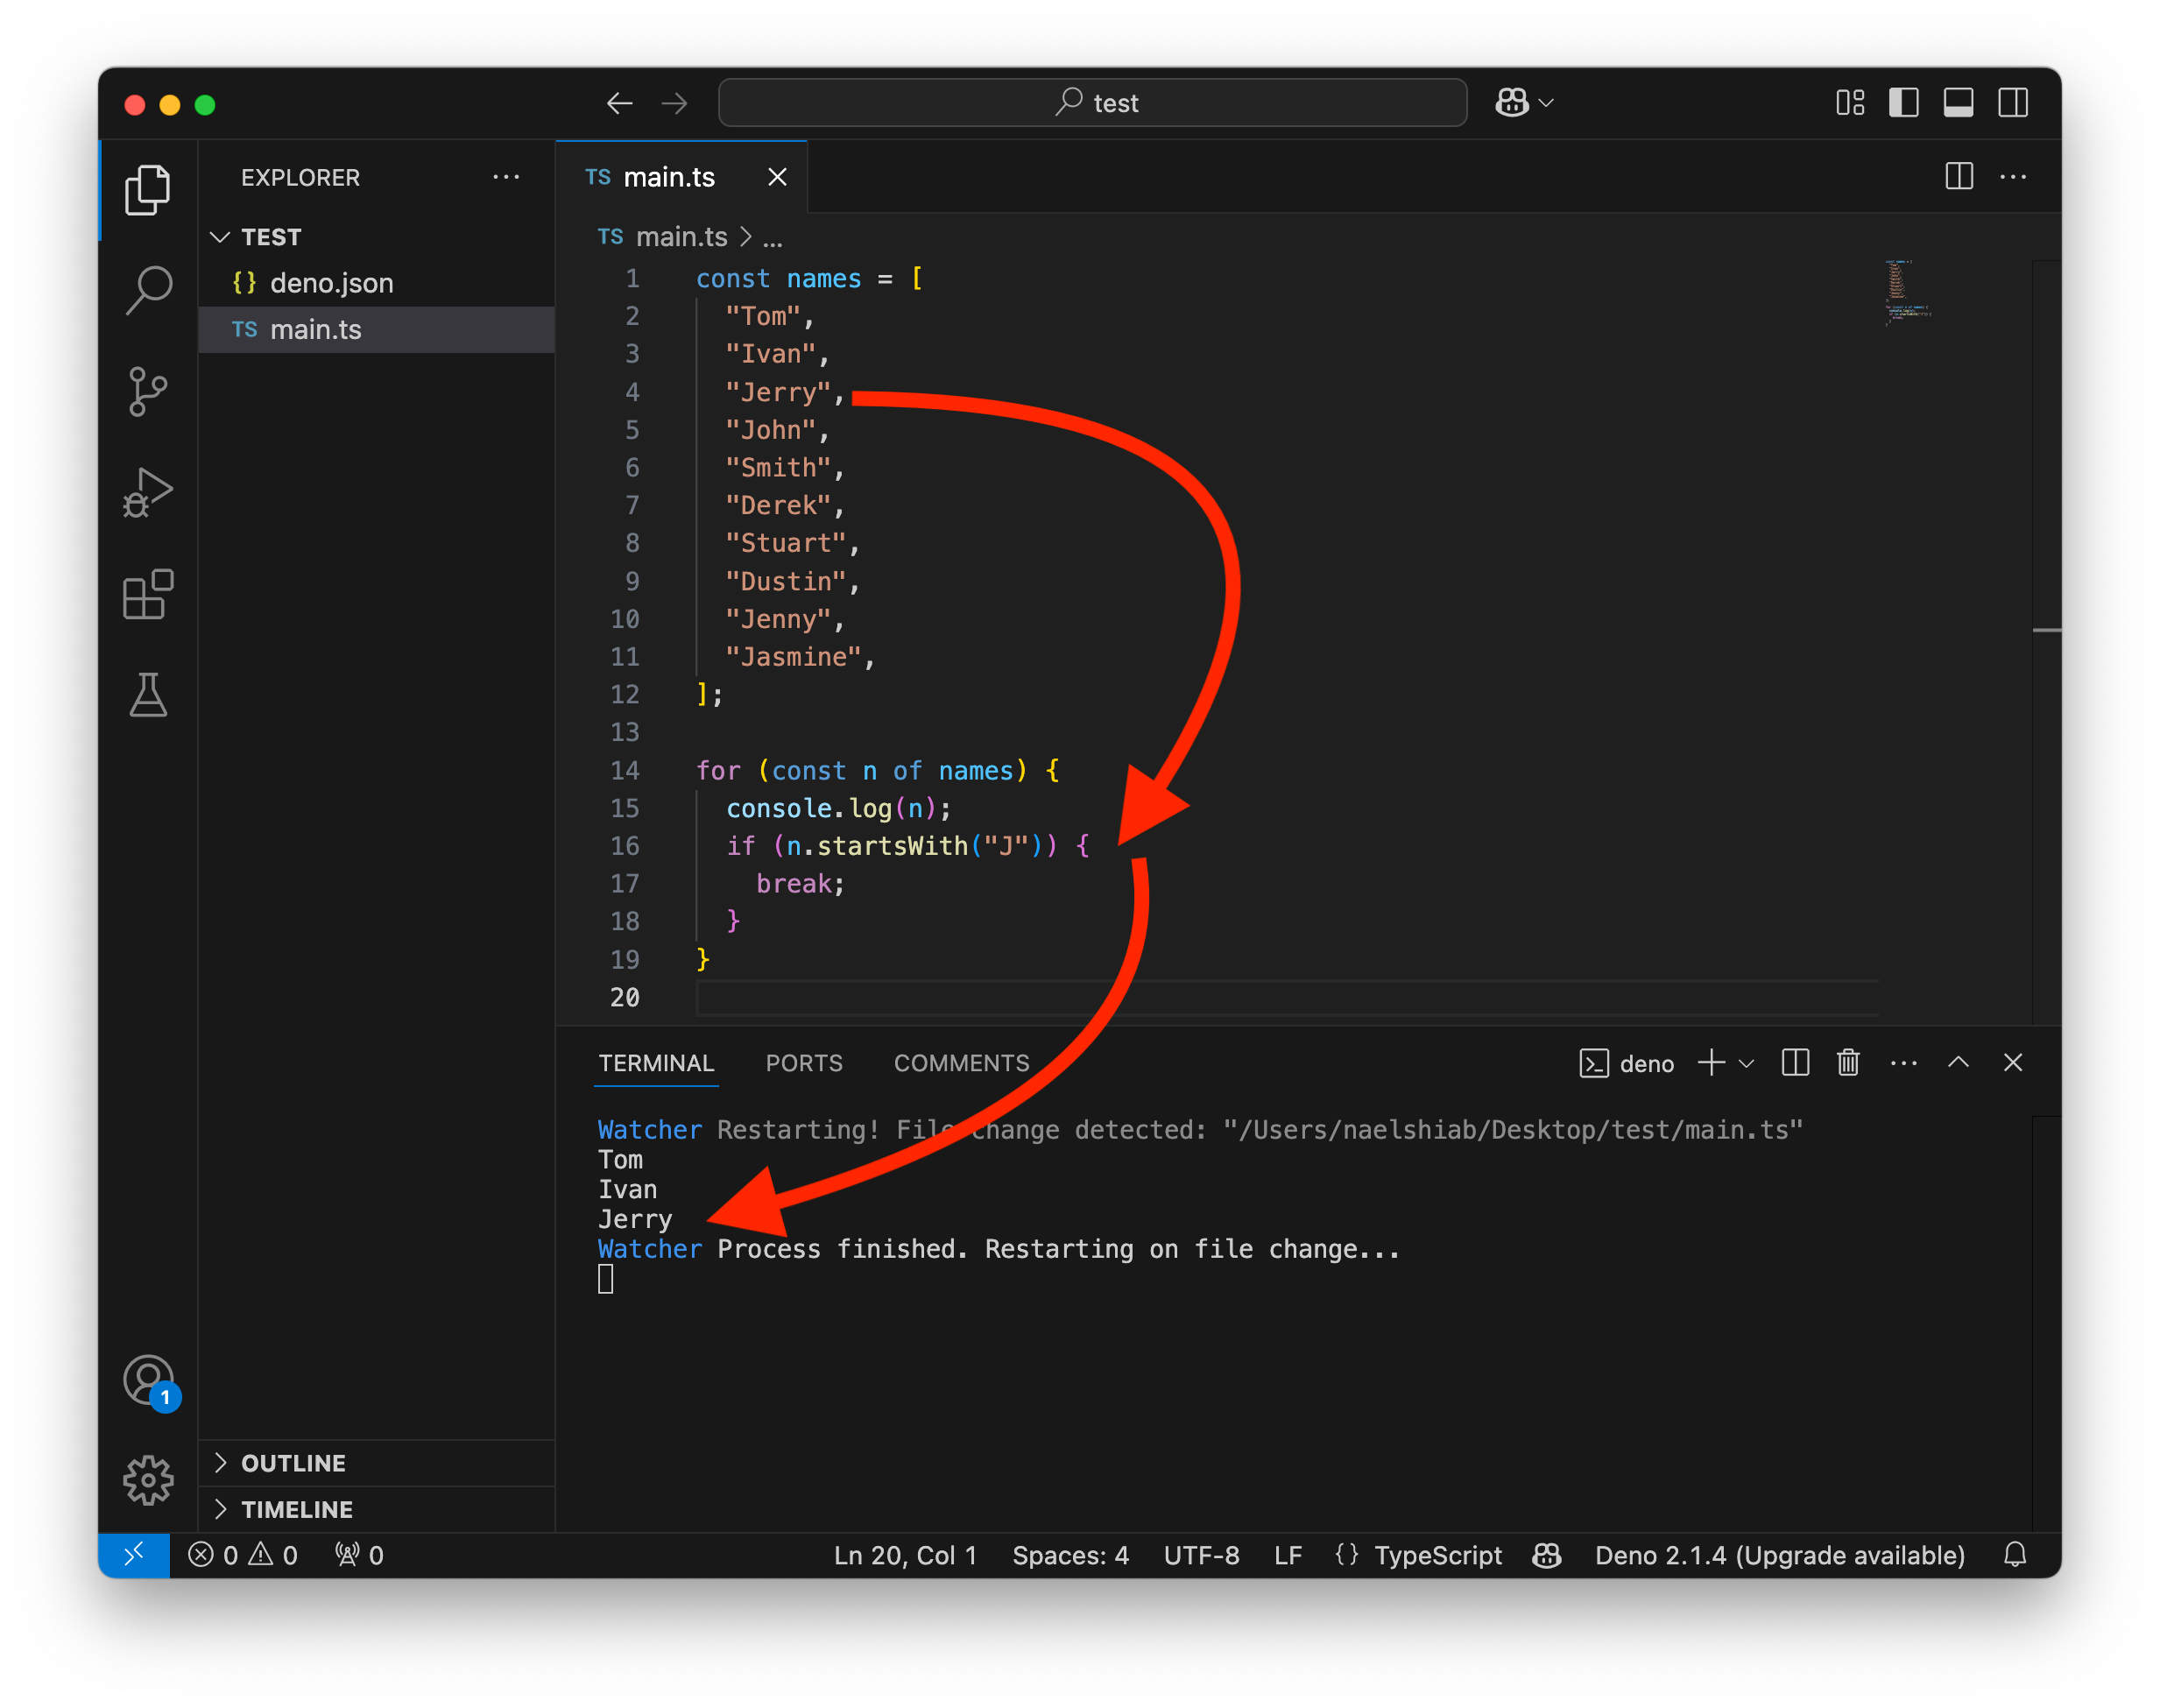 test
EXPLORER
TEST
{} deno.json
TS main.ts
TS main.ts
TS main.ts > ...
1 const names = [
2 "Tom",
3 "Ivan",
4 "Jerry",
5 "John",
6 "Smith",
7 "Derek",
8 "Stuart",
9 "Dustin",
10 "Jenny",
11 "Jasmine",
12 ];
13
14 for (const n of names) {
15 console.log(n);
16 if (n.startsWith("J")) {
17 break;
18 }
19 }
20
TERMINAL PORTS COMMENTS deno
Watcher Restarting! File change detected: "/Users/naelshiab/Desktop/test/main.ts"
Tom
Ivan
Jerry
Watcher Process finished. Restarting on file change...
1
OUTLINE
TIMELINE
0 0 0 Ln 20, Col 1 Spaces: 4 UTF-8 LF {} TypeScript Deno 2.1.4 (Upgrade available)